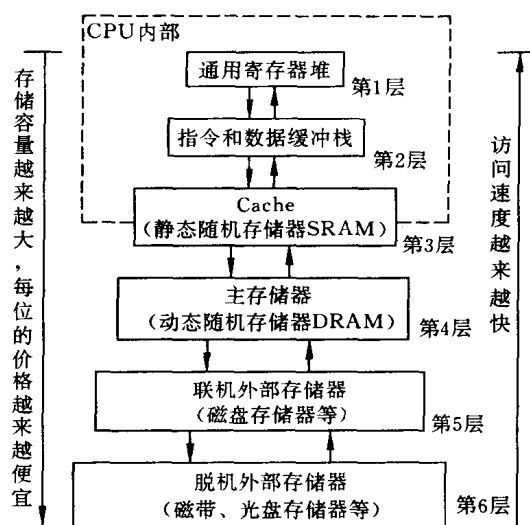 CPU内部
通用寄存器堆
第1层
指令和数据缓冲栈
第2层
Cache
(静态随机存储器SRAM)
第3层
主存储器
(动态随机存储器DRAM)
第4层
联机外部存储器
(磁盘存储器等)
第5层
脱机外部存储器
(磁带、光盘存储器等)
第6层
存储容量越来越大,每位的价格越来越便宜
访问速度越来越快